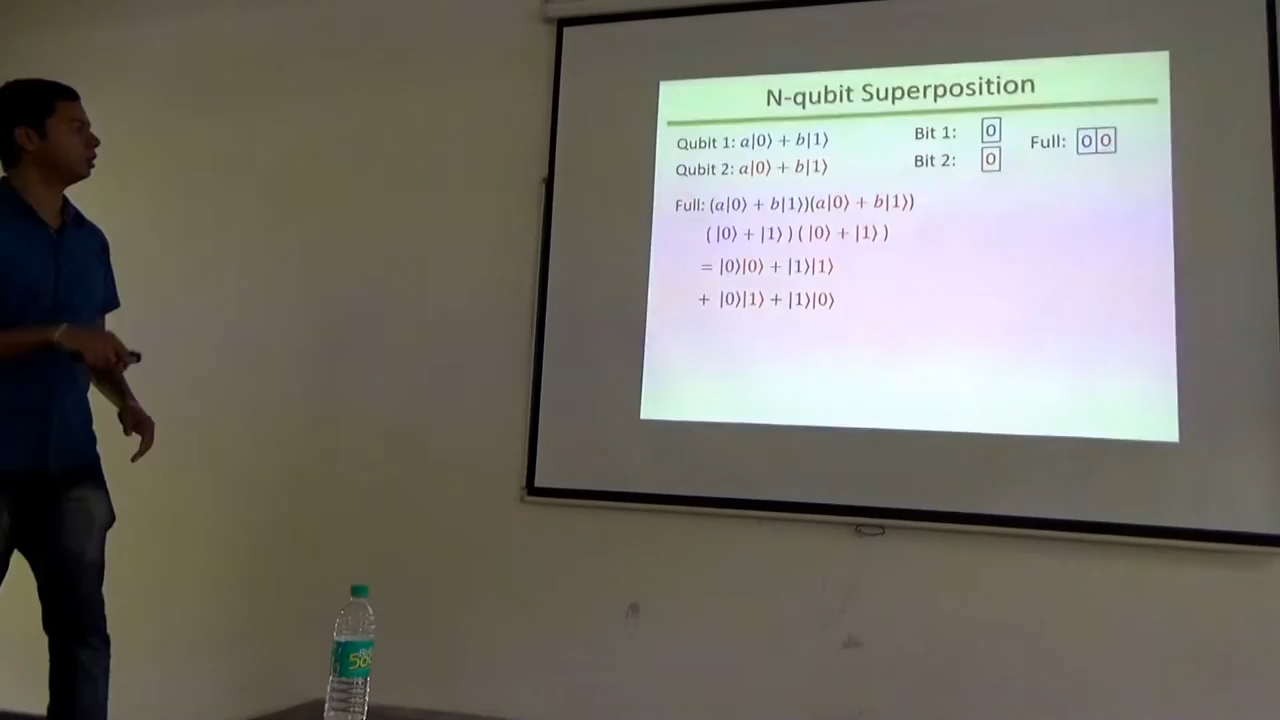 N-qubit Superposition
Qubit 1: a|0⟩ + b|1⟩
Qubit 2: a|0⟩ + b|1⟩
Bit 1: 0
Bit 2: 0
Full: 0 0
Full: (a|0⟩ + b|1⟩)(a|0⟩ + b|1⟩)
( |0⟩ + |1⟩ ) ( |0⟩ + |1⟩ )
= |0⟩|0⟩ + |1⟩|1⟩
+ |0⟩|1⟩ + |1⟩|0⟩